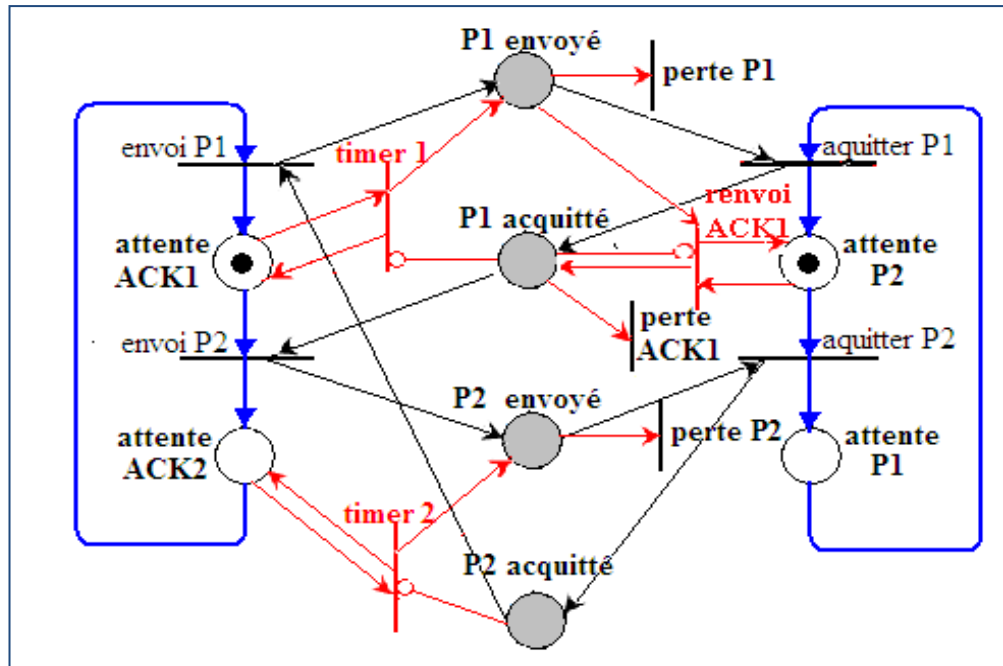 P1 envoyé
perte P1
envoi P1
timer 1
aquitter P1
renvoi
ACK1
P1 acquitté
attente
ACK1
attente
P2
perte
ACK1
envoi P2
aquitter P2
P2 envoyé
perte P2
attente
ACK2
attente
P1
timer 2
P2 acquitté